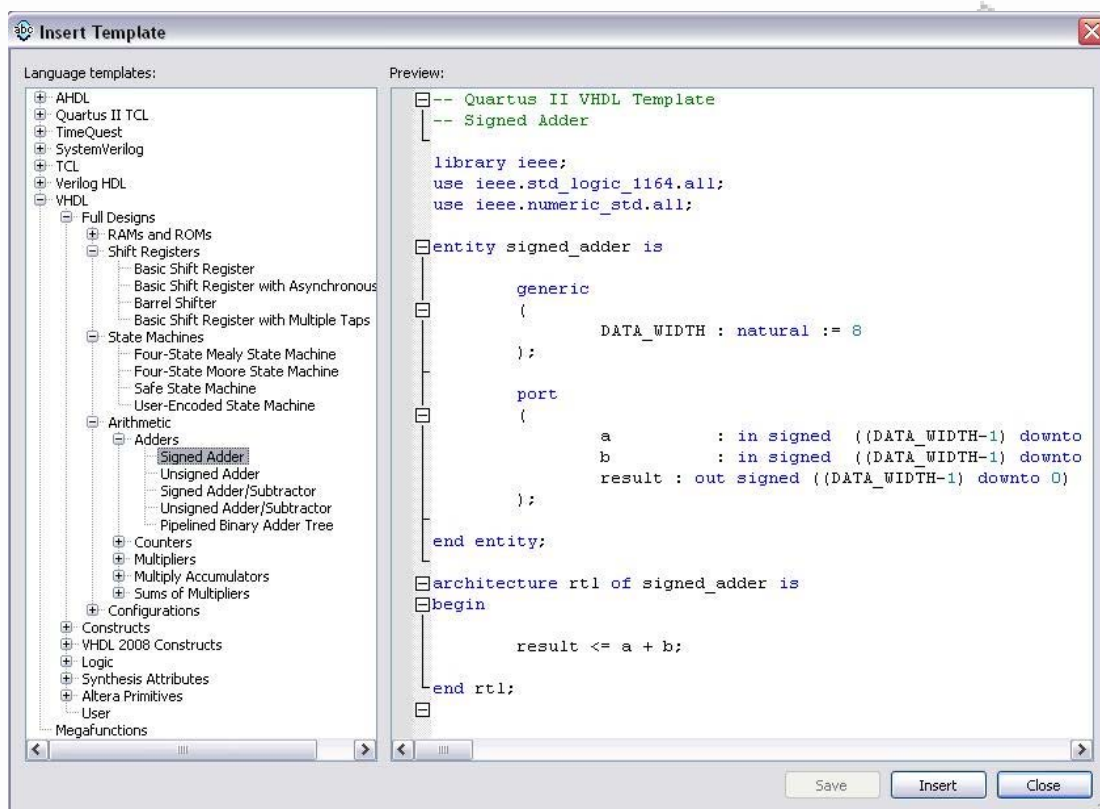 Insert Template
Language templates:
AHDL
Quartus II TCL
TimeQuest
SystemVerilog
TCL
Verilog HDL
VHDL
Full Designs
RAMs and ROMs
Shift Registers
Basic Shift Register
Basic Shift Register with Asynchronous
Barrel Shifter
Basic Shift Register with Multiple Taps
State Machines
Four-State Mealy State Machine
Four-State Moore State Machine
Safe State Machine
User-Encoded State Machine
Arithmetic
Adders
Signed Adder
Unsigned Adder
Signed Adder/Subtractor
Unsigned Adder/Subtractor
Pipelined Binary Adder Tree
Counters
Multipliers
Multiply Accumulators
Sums of Multipliers
Configurations
Constructs
VHDL 2008 Constructs
Logic
Synthesis Attributes
Altera Primitives
User
Megafunctions
Preview:
-- Quartus II VHDL Template
-- Signed Adder
library ieee;
use ieee.std_logic_1164.all;
use ieee.numeric_std.all;
entity signed_adder is
generic
(
DATA_WIDTH : natural := 8
);
port
(
a : in signed ((DATA_WIDTH-1) downto
b : in signed ((DATA_WIDTH-1) downto
result : out signed ((DATA_WIDTH-1) downto 0)
);
end entity;
architecture rtl of signed_adder is
begin
result <= a + b;
end rtl;
Save Insert Close